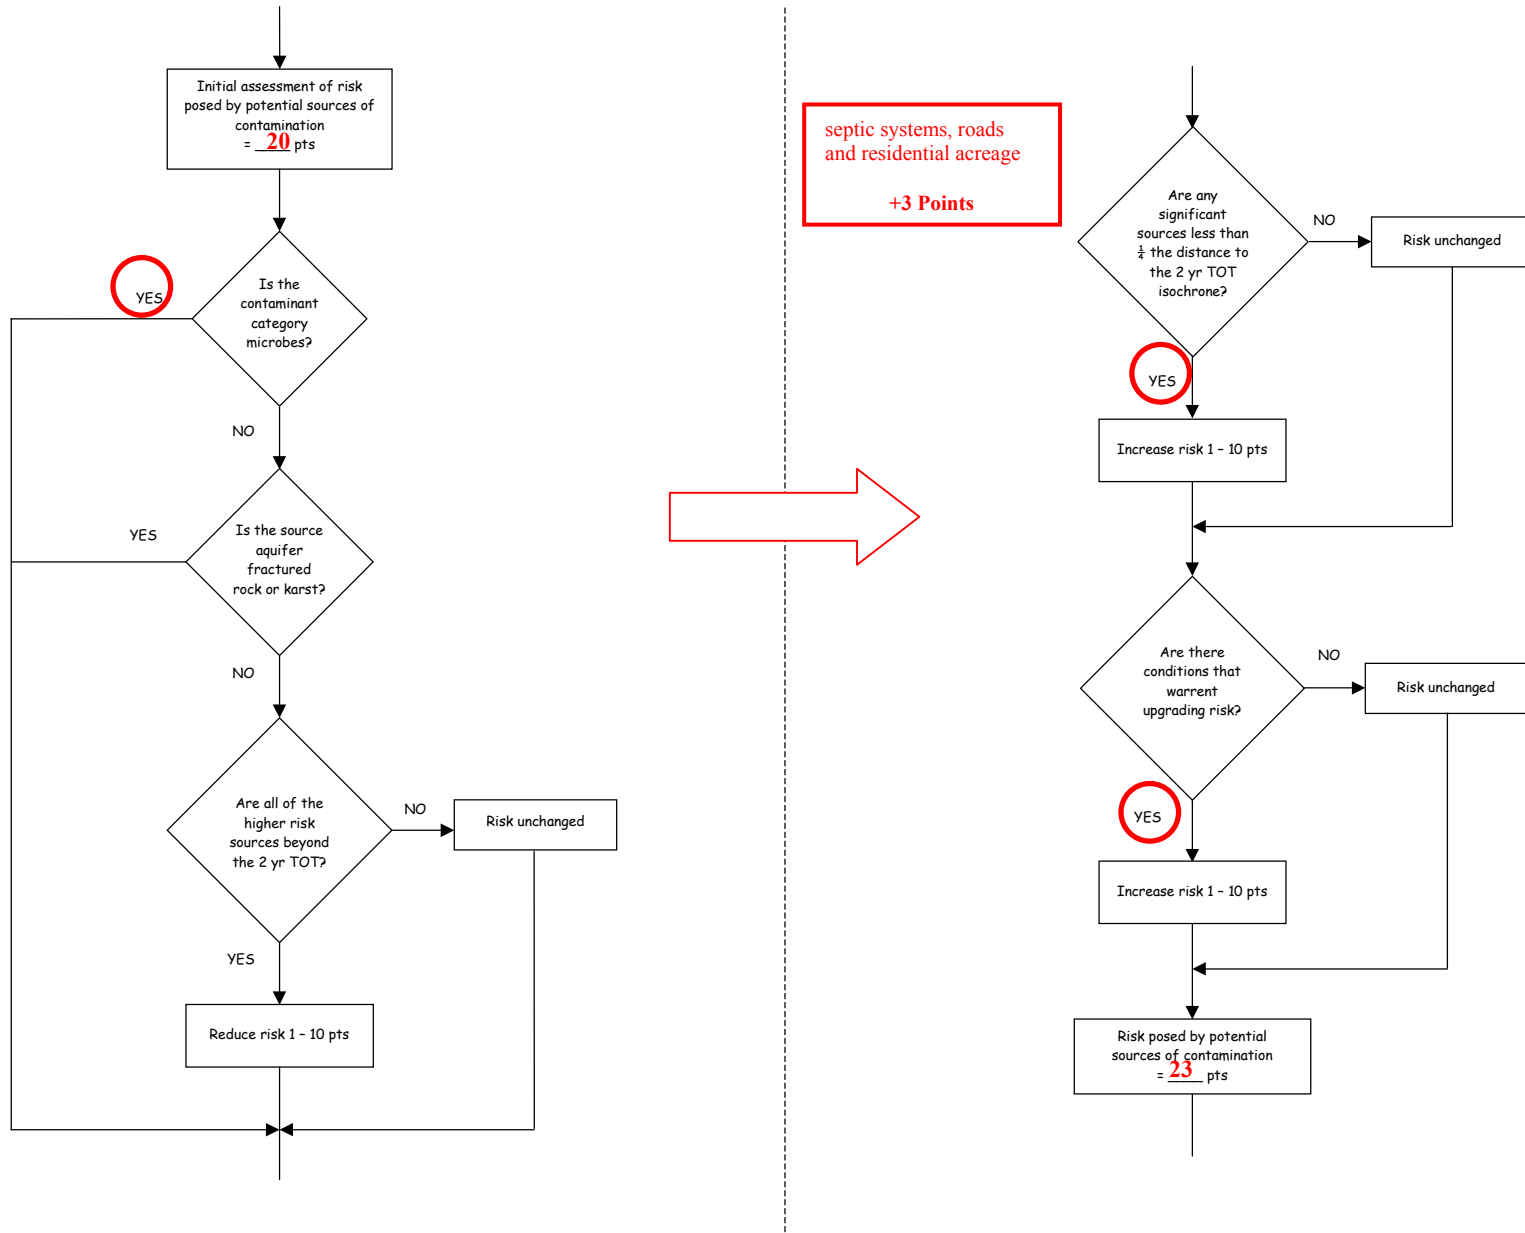 Initial assessment of risk
posed by potential sources of
contamination
= 20 pts
Is the
contaminant
category
microbes?
YES
NO
Is the source
aquifer
fractured
rock or karst?
YES
NO
Are all of the
higher risk
sources beyond
the 2 yr TOT?
NO
Risk unchanged
YES
Reduce risk 1 – 10 pts
septic systems, roads
and residential acreage
+3 Points
Are any
significant
sources less than
¼ the distance to
the 2 yr TOT
isochrone?
NO
Risk unchanged
YES
Increase risk 1 – 10 pts
Are there
conditions that
warrent
upgrading risk?
NO
Risk unchanged
YES
Increase risk 1 – 10 pts
Risk posed by potential
sources of contamination
= 23 pts